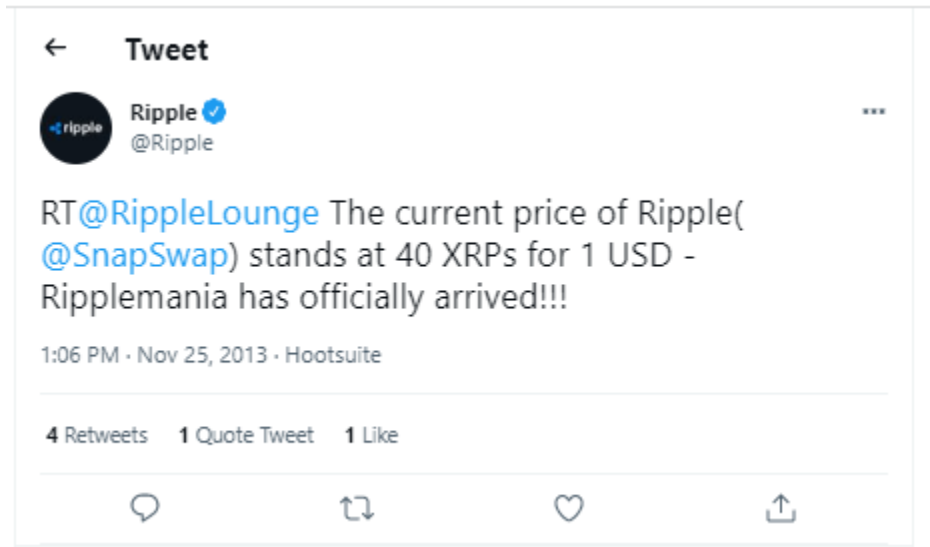 Tweet
ripple
Ripple
@Ripple
RT@RippleLounge The current price of Ripple(
@SnapSwap) stands at 40 XRPs for 1 USD -
Ripplemania has officially arrived!!!
1:06 PM · Nov 25, 2013 · Hootsuite
4 Retweets 1 Quote Tweet 1 Like